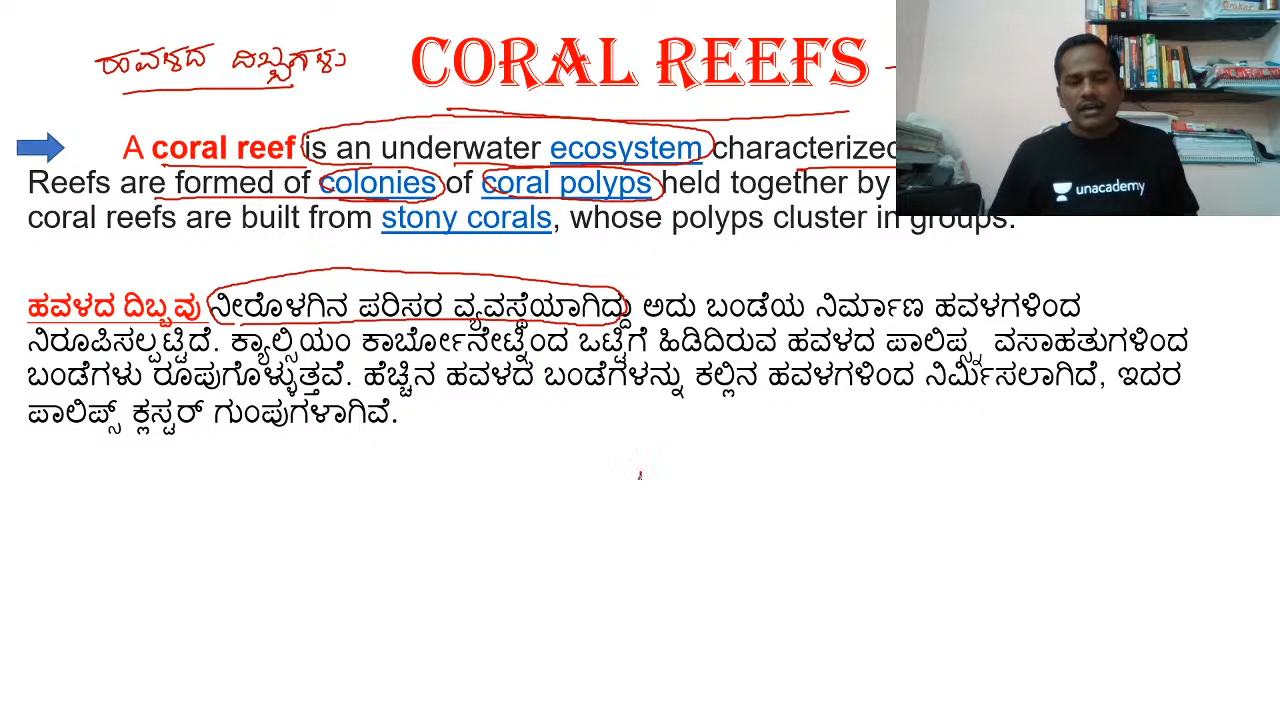 ಹವಳದ ದಿಬ್ಬಗಳು
CORAL REEFS
A coral reef is an underwater ecosystem characterized
Reefs are formed of colonies of coral polyps held together by
coral reefs are built from stony corals, whose polyps cluster in groups.
unacademy
ಹವಳದ ದಿಬ್ಬವು ನೀರೊಳಗಿನ ಪರಿಸರ ವ್ಯವಸ್ಥೆಯಾಗಿದ್ದು ಅದು ಬಂಡೆಯ ನಿರ್ಮಾಣ ಹವಳಗಳಿಂದ
ನಿರೂಪಿಸಲ್ಪಟ್ಟಿದೆ. ಕ್ಯಾಲ್ಸಿಯಂ ಕಾರ್ಬೋನೇಟ್ನಿಂದ ಒಟ್ಟಿಗೆ ಹಿಡಿದಿರುವ ಹವಳದ ಪಾಲಿಪ್ಸ್ನ ವಸಾಹತುಗಳಿಂದ
ಬಂಡೆಗಳು ರೂಪುಗೊಳ್ಳುತ್ತವೆ. ಹೆಚ್ಚಿನ ಹವಳದ ಬಂಡೆಗಳನ್ನು ಕಲ್ಲಿನ ಹವಳಗಳಿಂದ ನಿರ್ಮಿಸಲಾಗಿದೆ, ಇದರ
ಪಾಲಿಪ್ಸ್ ಕ್ಲಸ್ಟರ್ ಗುಂಪುಗಳಾಗಿವೆ.